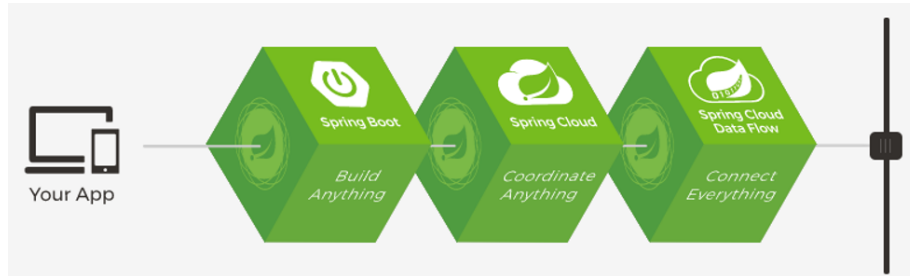 Your App
Spring Boot
Build
Anything
Spring Cloud
Coordinate
Anything
Spring Cloud
Data Flow
Connect
Everything